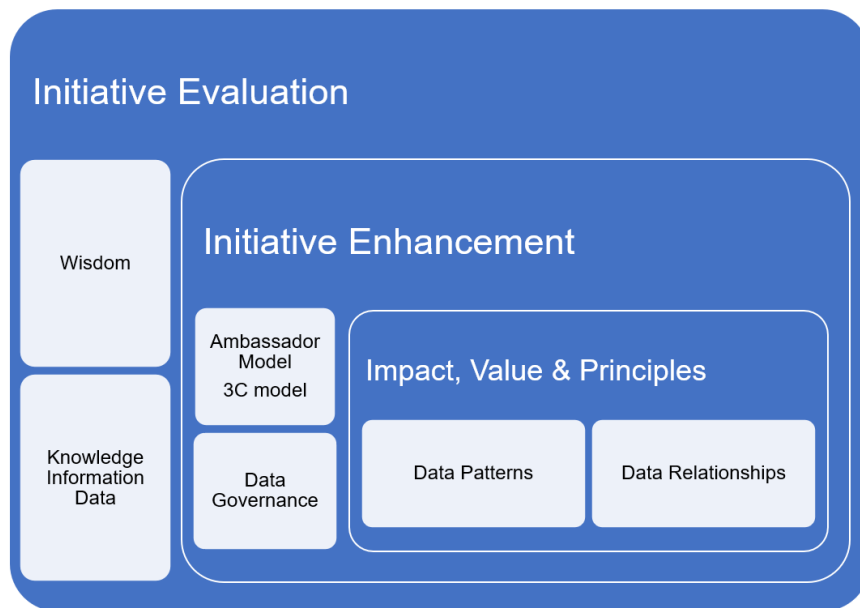 Initiative Evaluation
Wisdom
Knowledge
Information
Data
Initiative Enhancement
Ambassador
Model
3C model
Data
Governance
Impact, Value & Principles
Data Patterns
Data Relationships